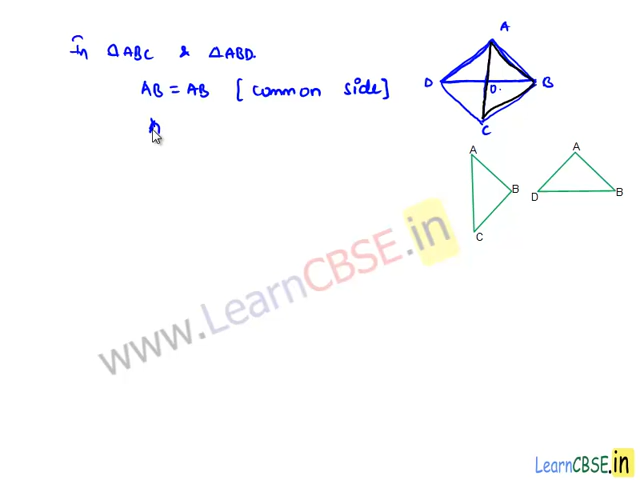 In ΔABC & ΔABD.
AB = AB [common side]
A
D
B
O.
C
A
B
C
A
D
B
www.LearnCBSE.in
LearnCBSE.in